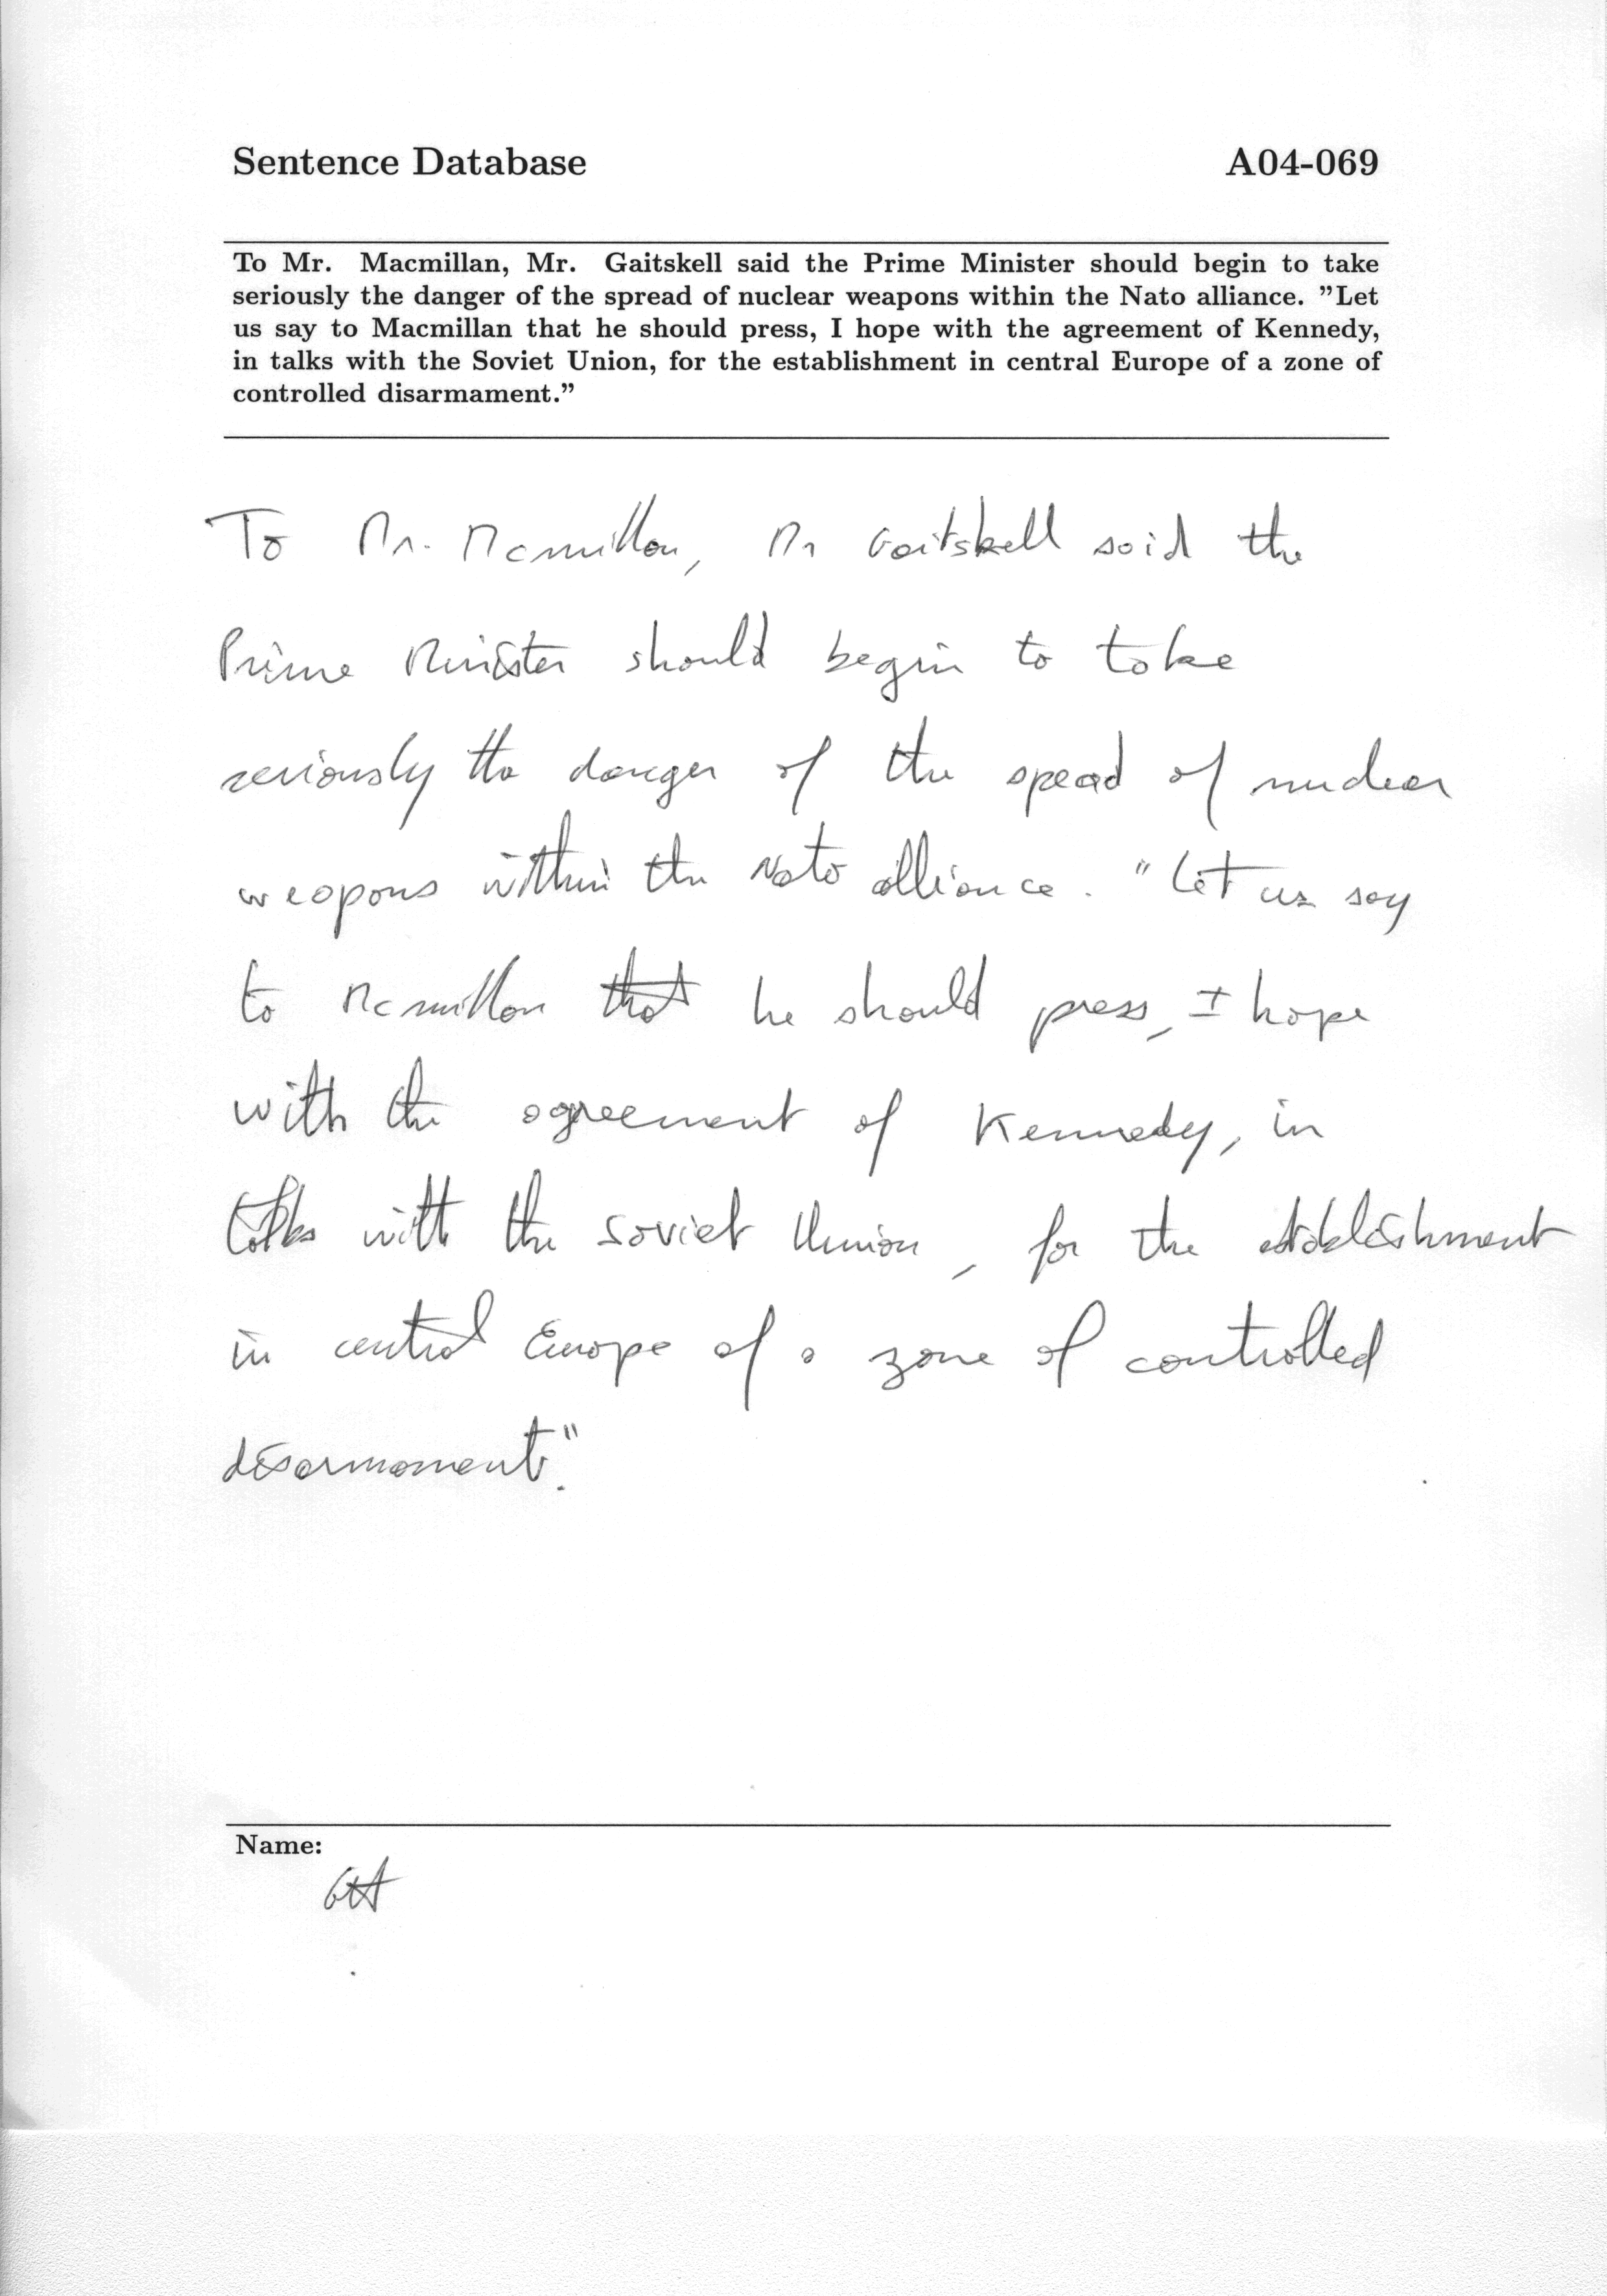 Sentence Database A04-069
To Mr. Macmillan, Mr. Gaitskell said the Prime Minister should begin to take
seriously the danger of the spread of nuclear weapons within the Nato alliance. ”Let
us say to Macmillan that he should press, I hope with the agreement of Kennedy,
in talks with the Soviet Union, for the establishment in central Europe of a zone of
controlled disarmament.”
To Mr. Mcmillan, Mr Gaitskell said the
Prime Minister should begin to take
seriously the danger of the spead of nuclear
weapons within the Nato alliance. "Let us say
to Mcmillan that he should press, I hope
with the agreement of Kennedy, in
talks with the Soviet Union, for the establishment
in central Europe of a zone of controlled
disarmament."
Name: